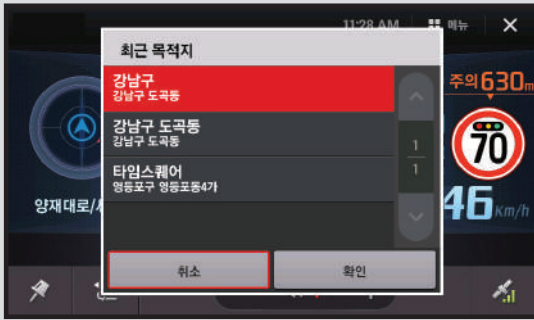 11:28 AM
메뉴
최근 목적지
강남구
강남구 도곡동
강남구 도곡동
강남구 도곡동
타임스퀘어
영등포구 영등포동4가
1
1
취소
확인
주의 630m
70
46 Km/h
양재대로/